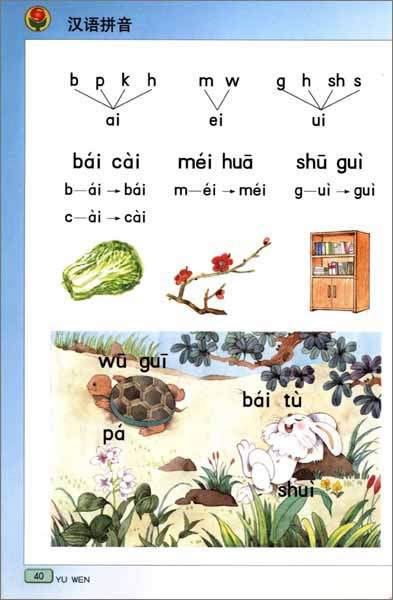 汉语拼音
b p k h m w g h sh s
ai ei ui
bái cài méi huā shū guì
b—ái→bái m—éi→méi g—uì→guì
c—ài→cài
wū guī
bái tù
pá
shuì
40 YU WEN